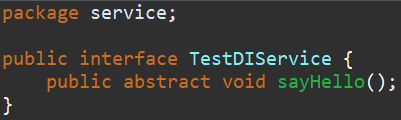 package service;
public interface TestDIService {
    public abstract void sayHello();
}